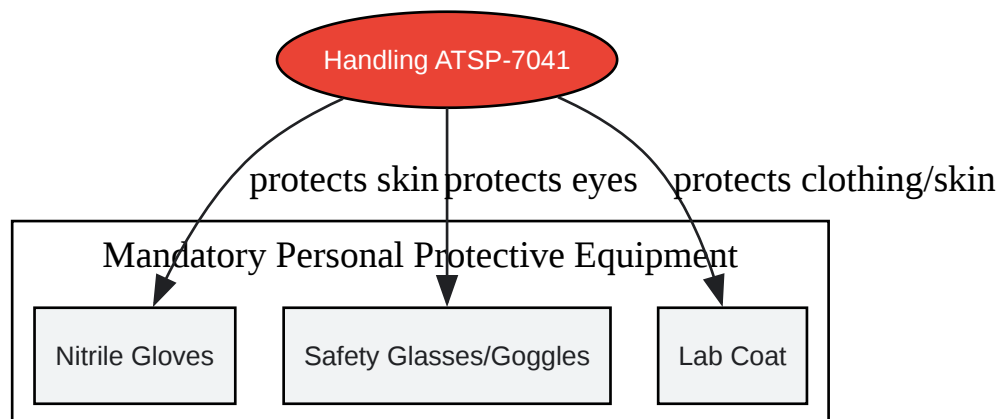 Handling ATSP-7041
protects skin
protects eyes
protects clothing/skin
Mandatory Personal Protective Equipment
Nitrile Gloves
Safety Glasses/Goggles
Lab Coat